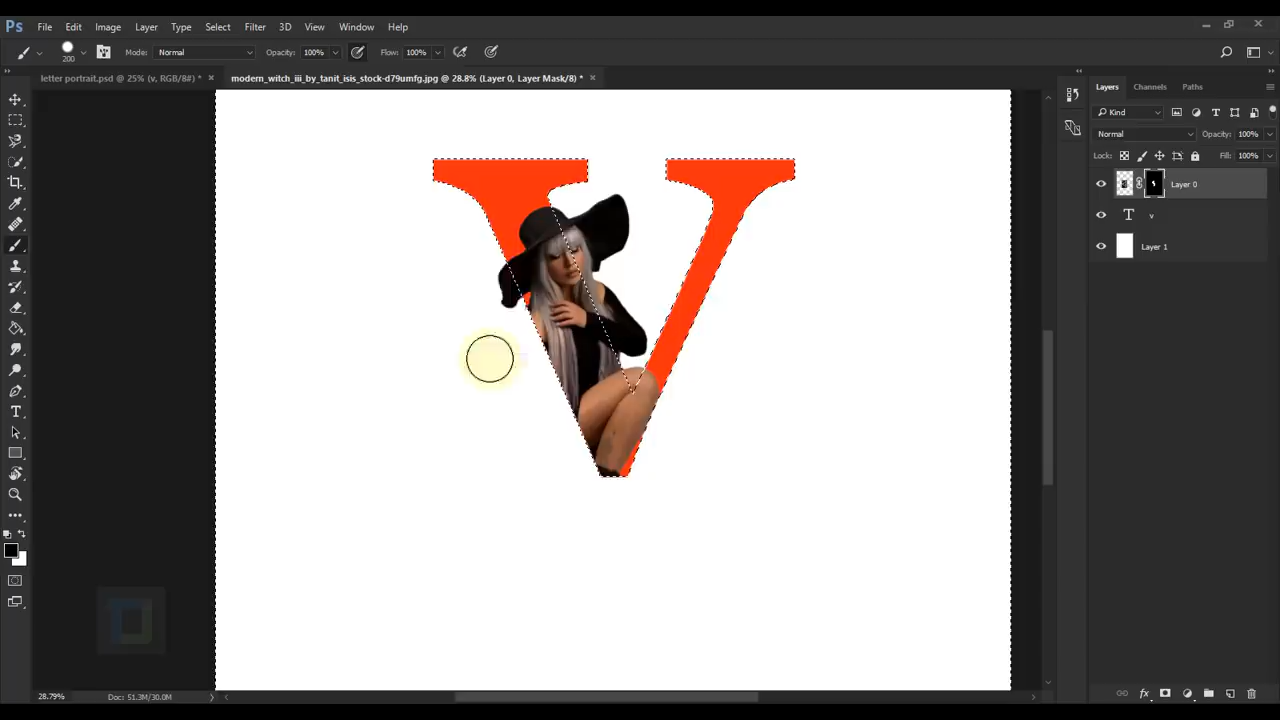 Ps File Edit Image Layer Type Select Filter 3D View Window Help
200 Mode: Normal Opacity: 100% Flow: 100%
letter portrait.psd @ 25% (v, RGB/8#) * × modern_witch_iii_by_tanit_isis_stock-d79umfg.jpg @ 28.8% (Layer 0, Layer Mask/8) * ×
Layers Channels Paths
Kind
Normal Opacity: 100%
Lock: Fill: 100%
Layer 0
T v
Layer 1
V
28.79% Doc: 51.3M/30.0M
fx